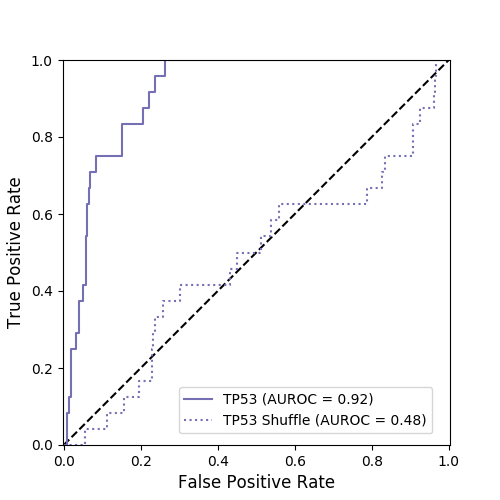 1.0
0.8
0.6
0.4
0.2
0.0
True Positive Rate
TP53 (AUROC = 0.92)
TP53 Shuffle (AUROC = 0.48)
0.0 0.2 0.4 0.6 0.8 1.0
False Positive Rate